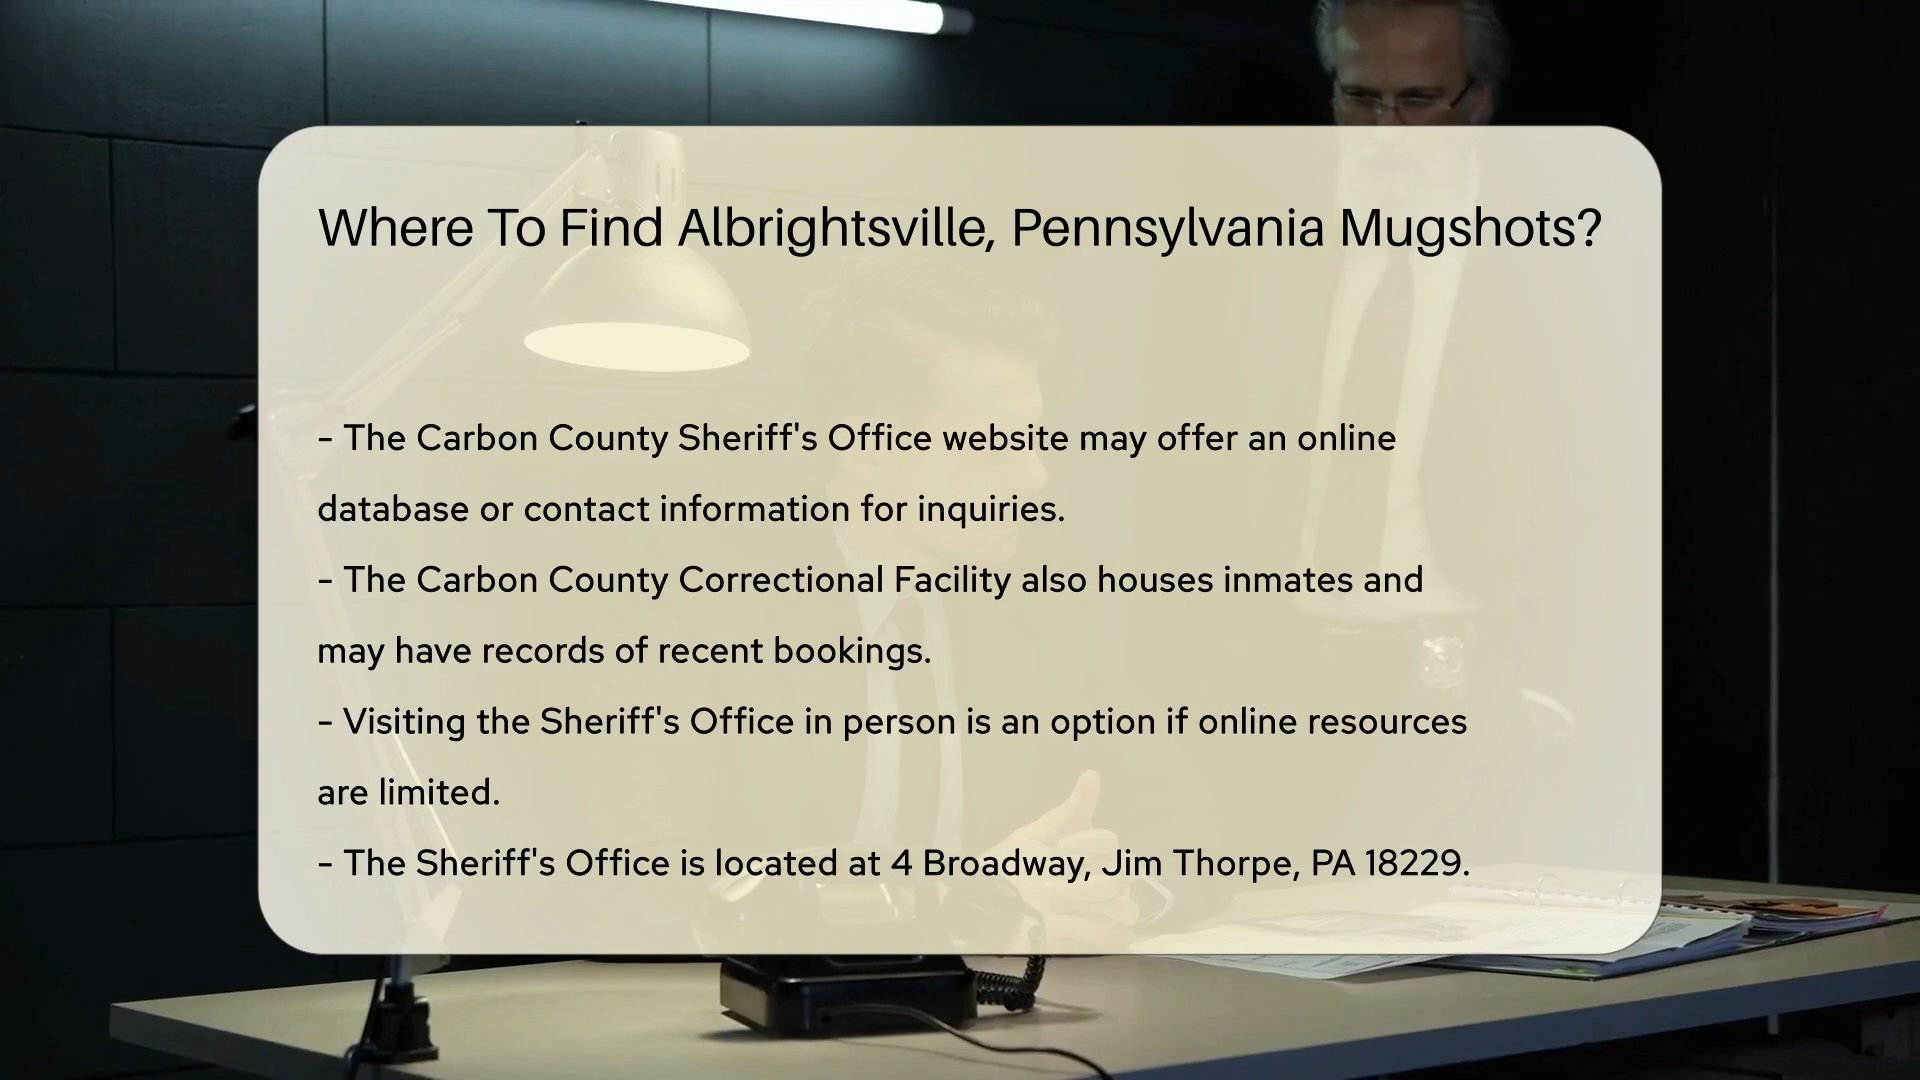 Where To Find Albrightsville, Pennsylvania Mugshots?
- The Carbon County Sheriff's Office website may offer an online
database or contact information for inquiries.
- The Carbon County Correctional Facility also houses inmates and
may have records of recent bookings.
- Visiting the Sheriff's Office in person is an option if online resources
are limited.
- The Sheriff's Office is located at 4 Broadway, Jim Thorpe, PA 18229.